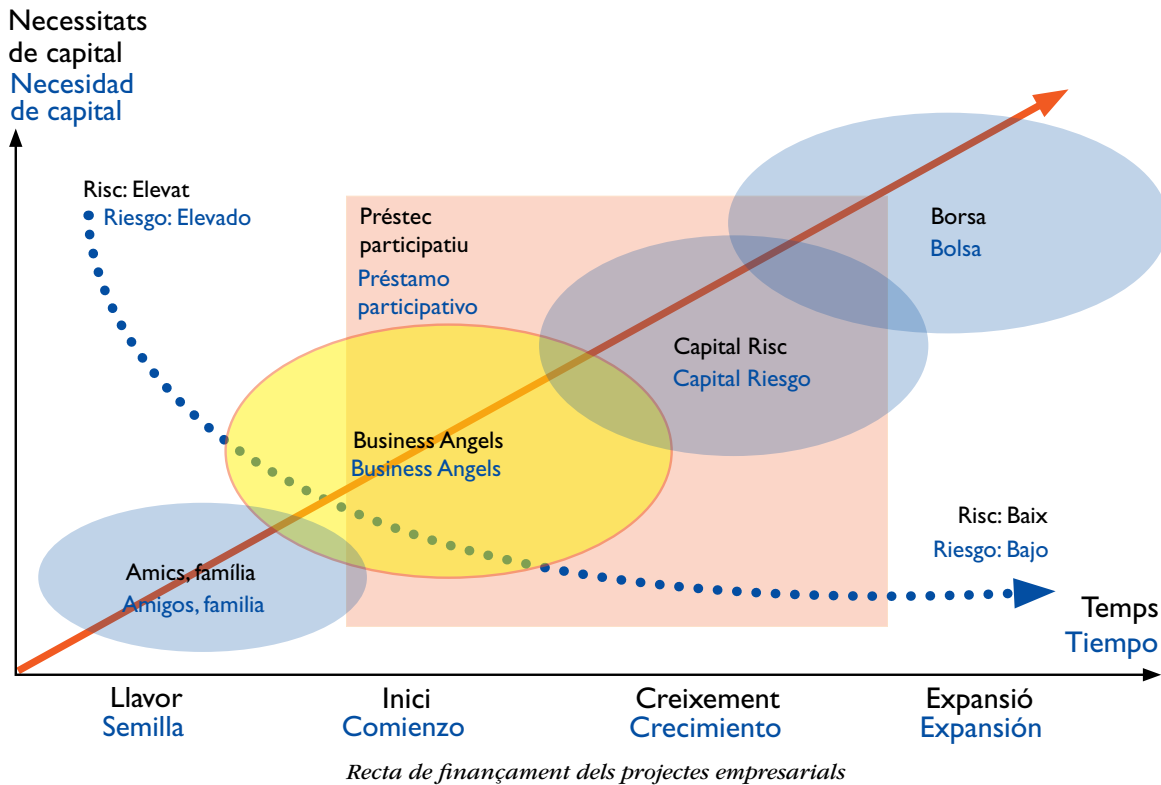 Necessitats
de capital
Necesidad
de capital
Risc: Elevat
Riesgo: Elevado
Préstec
participatiu
Préstamo
participativo
Borsa
Bolsa
Capital Risc
Capital Riesgo
Business Angels
Business Angels
Risc: Baix
Riesgo: Bajo
Amics, família
Amigos, familia
Temps
Tiempo
Llavor
Semilla
Inici
Comienzo
Creixement
Crecimiento
Expansió
Expansión
Recta de finançament dels projectes empresarials